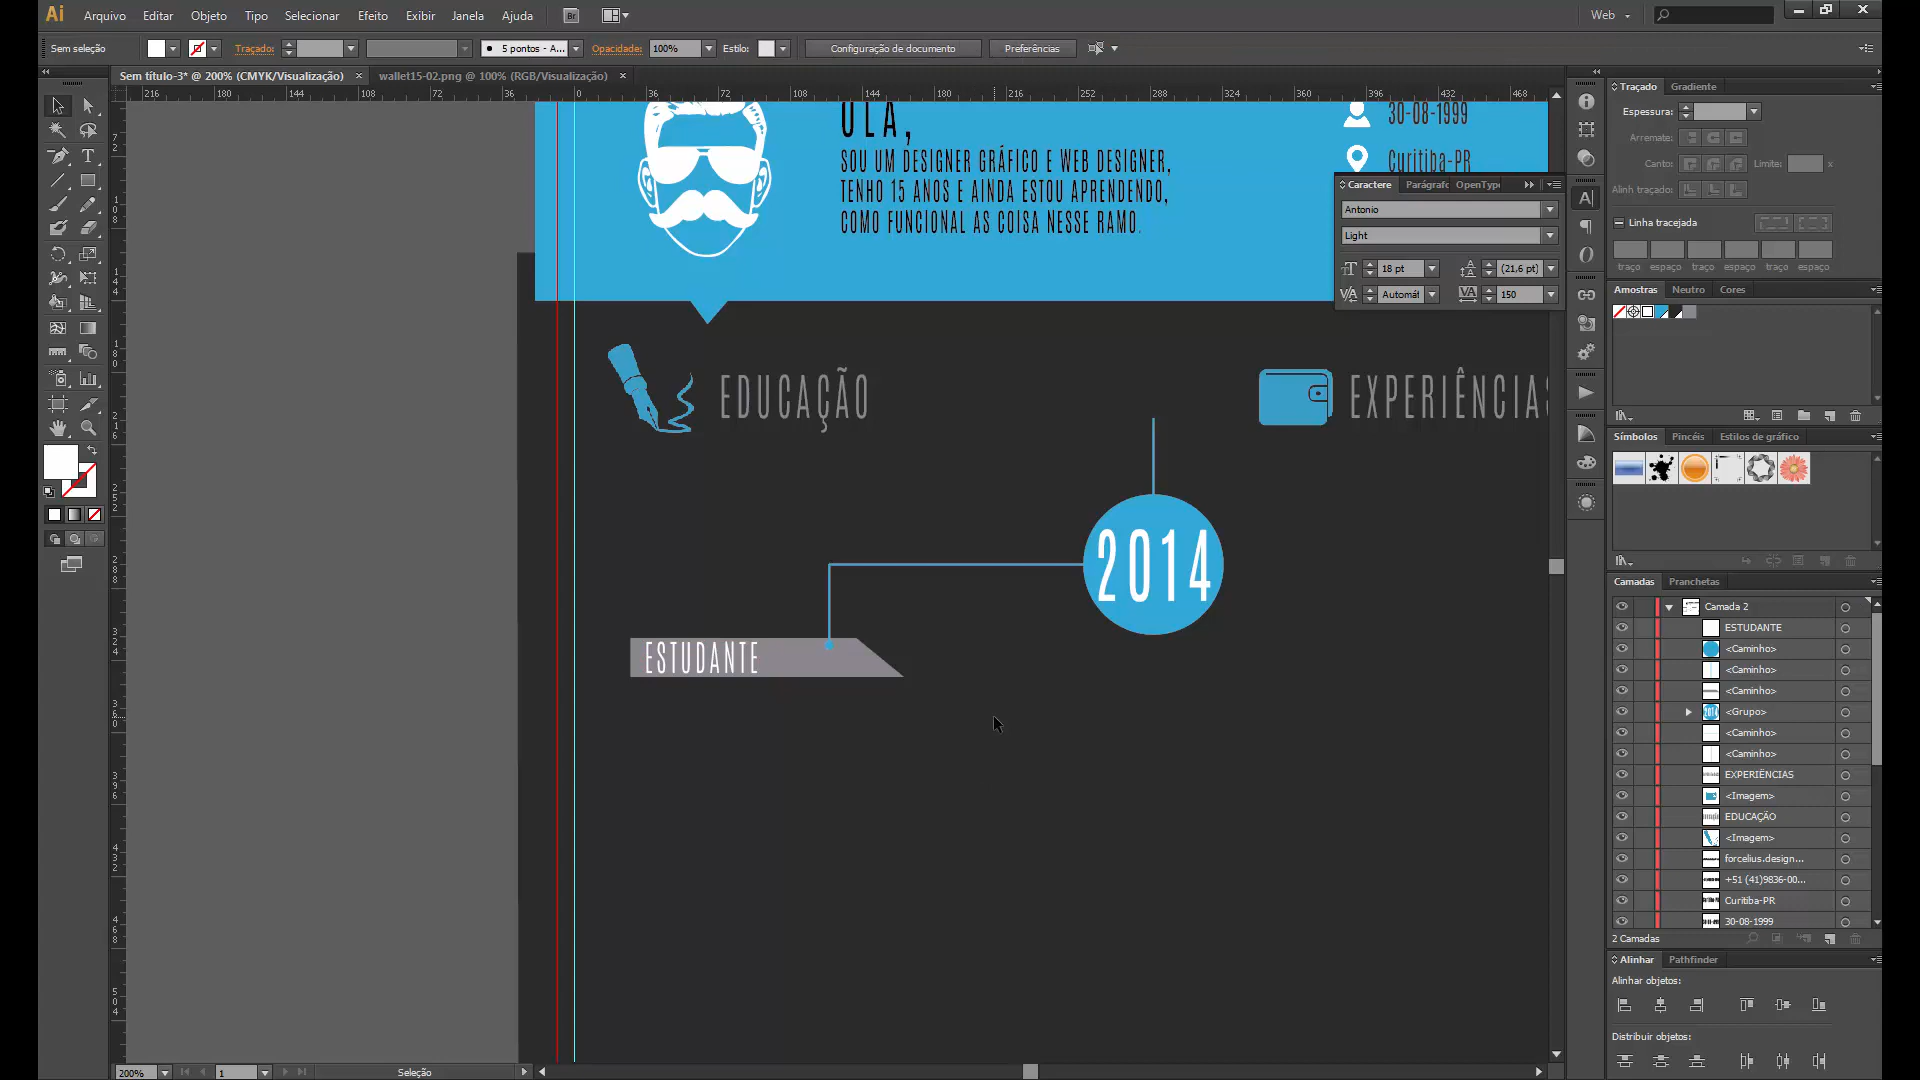 Ai Arquivo Editar Objeto Tipo Selecionar Efeito Exibir Janela Ajuda Br Web
Sem seleção Traçado: 5 pontos - A... Opacidade: 100% Estilo: Configuração de documento Preferências
Sem título-3* @ 200% (CMYK/Visualização) × wallet15-02.png @ 100% (RGB/Visualização) ×
216 180 144 108 72 36 0 36 72 108 144 180 216 252 288 324 360 396 432 468
OLÁ,
SOU UM DESIGNER GRÁFICO E WEB DESIGNER,
TENHO 15 ANOS E AINDA ESTOU APRENDENDO,
COMO FUNCIONAL AS COISA NESSE RAMO.
30-08-1999
Curitiba-PR
EDUCAÇÃO
EXPERIÊNCIAS
2014
ESTUDANTE
Caractere Parágrafo OpenType
Antonio
Light
18 pt (21,6 pt)
Automát 150
Traçado Gradiente
Espessura:
Arremate:
Canto: Limite: x
Alinh traçado:
Linha tracejada
traço espaço traço espaço traço espaço
Amostras Neutro Cores
Símbolos Pincéis Estilos de gráfico
Camadas Pranchetas
Camada 2
ESTUDANTE
<Caminho>
<Caminho>
<Caminho>
<Grupo>
<Caminho>
<Caminho>
EXPERIÊNCIAS
<Imagem>
EDUCAÇÃO
<Imagem>
forcelius.design...
+51 (41)9836-00...
Curitiba-PR
30-08-1999
2 Camadas
Alinhar Pathfinder
Alinhar objetos:
Distribuir objetos:
200% 1 Seleção